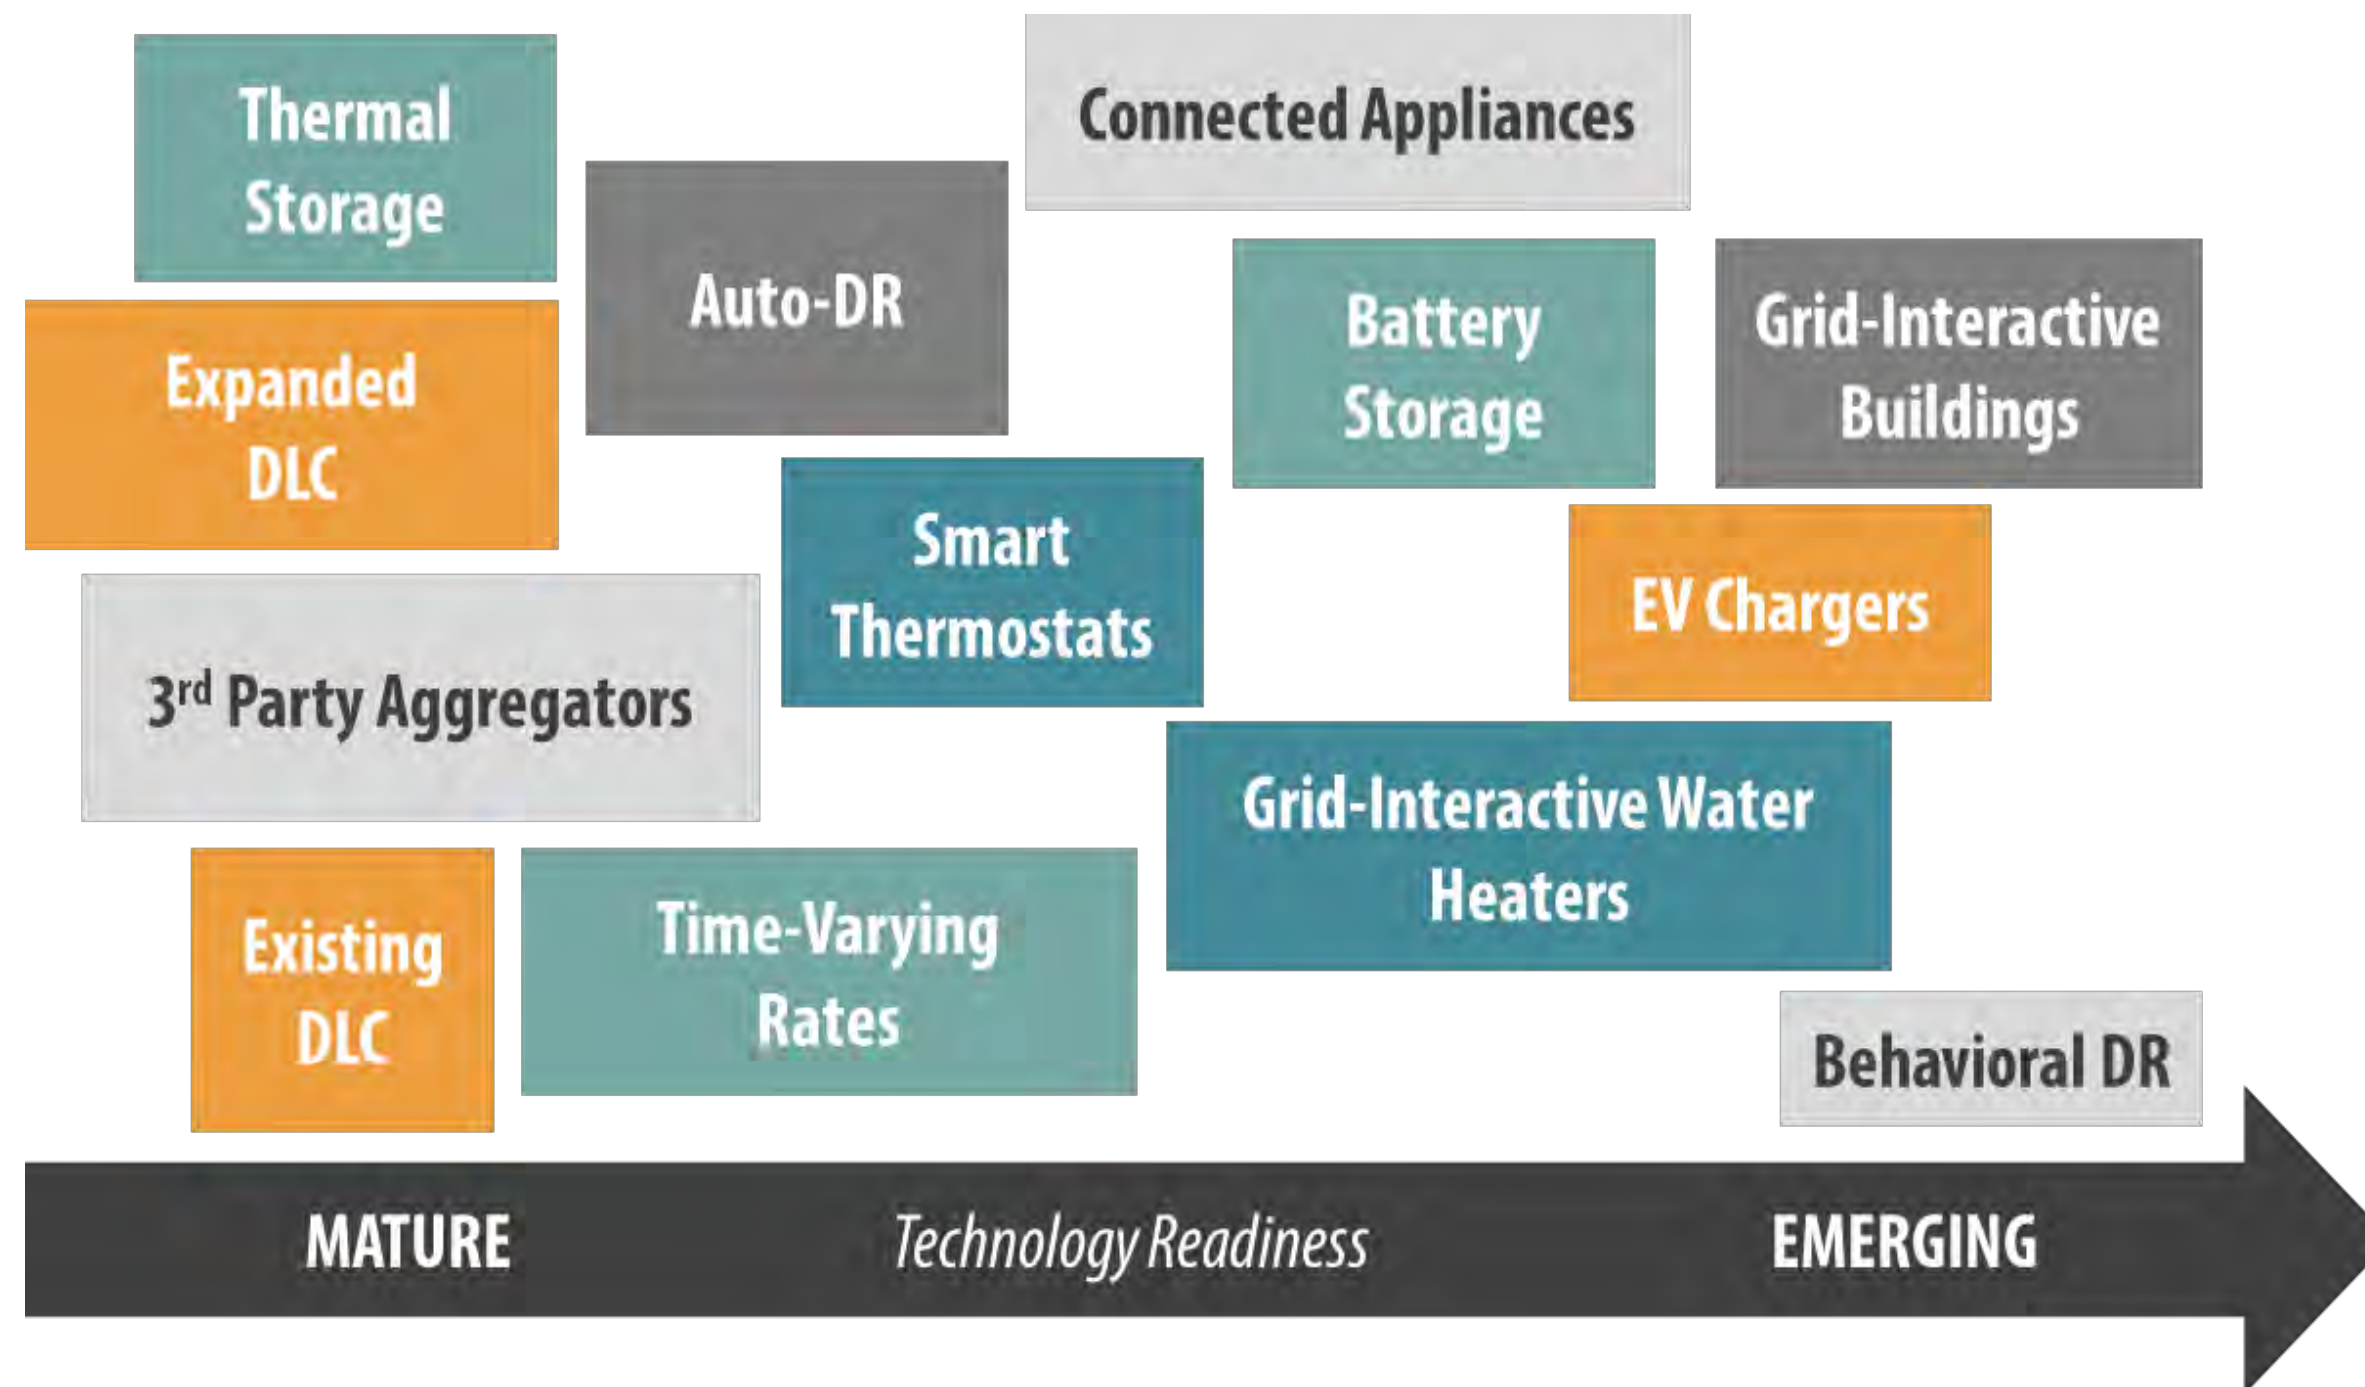 Thermal
Storage
Connected Appliances
Auto-DR
Battery
Storage
Grid-Interactive
Buildings
Expanded
DLC
Smart
Thermostats
EV Chargers
3rd Party Aggregators
Grid-Interactive Water
Heaters
Existing
DLC
Time-Varying
Rates
Behavioral DR
MATURE
Technology Readiness
EMERGING